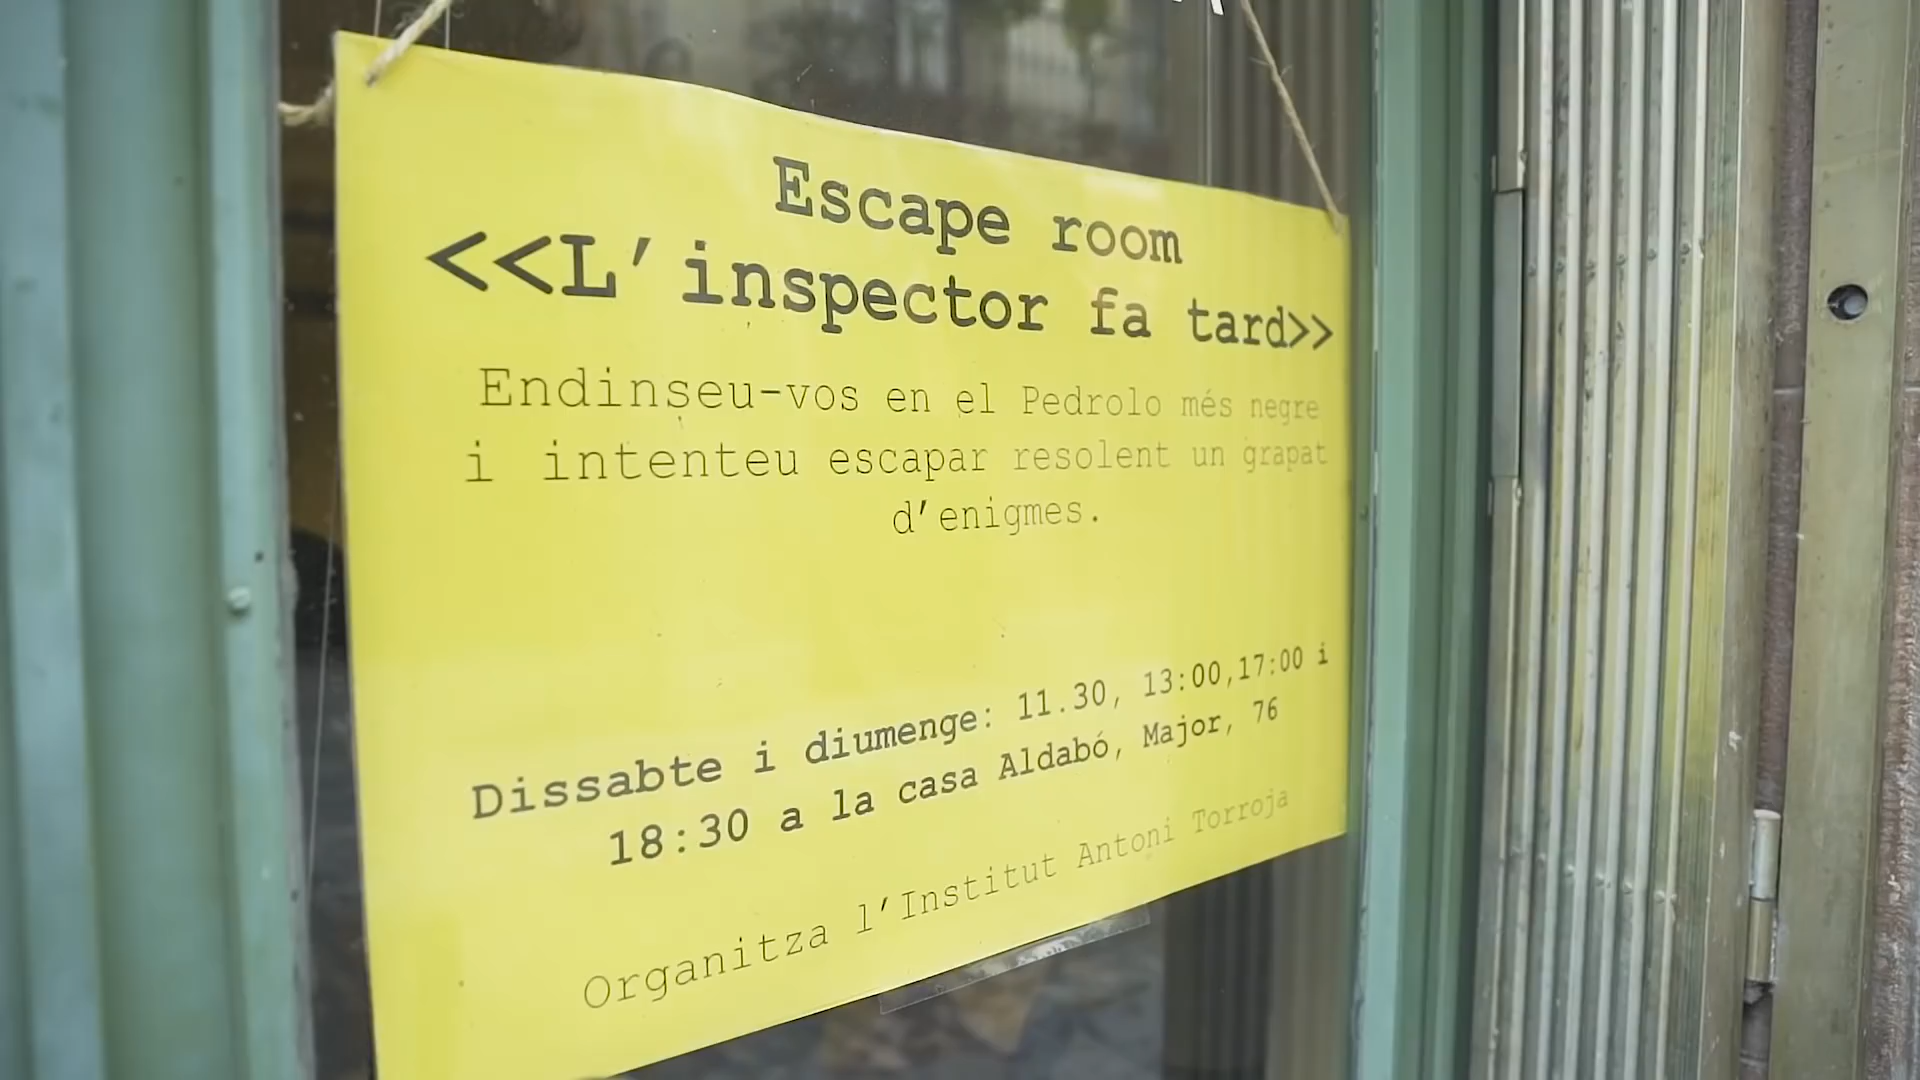 Escape room
<<L'inspector fa tard>>
Endinseu-vos en el Pedrolo més negre
i intenteu escapar resolent un grapat
d'enigmes.
Dissabte i diumenge: 11.30, 13:00,17:00 i
18:30 a la casa Aldabó, Major, 76
Organitza l'Institut Antoni Torroja